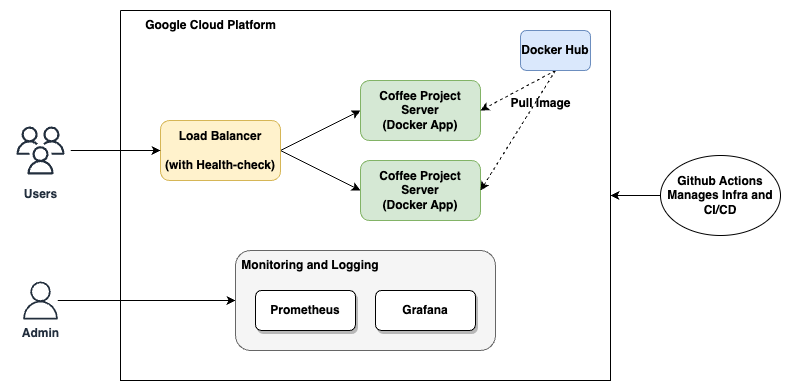 Google Cloud Platform
Docker Hub
Pull Image
Coffee Project
Server
(Docker App)
Load Balancer
(with Health-check)
Coffee Project
Server
(Docker App)
Users
Github Actions
Manages Infra and
CI/CD
Monitoring and Logging
Prometheus
Grafana
Admin